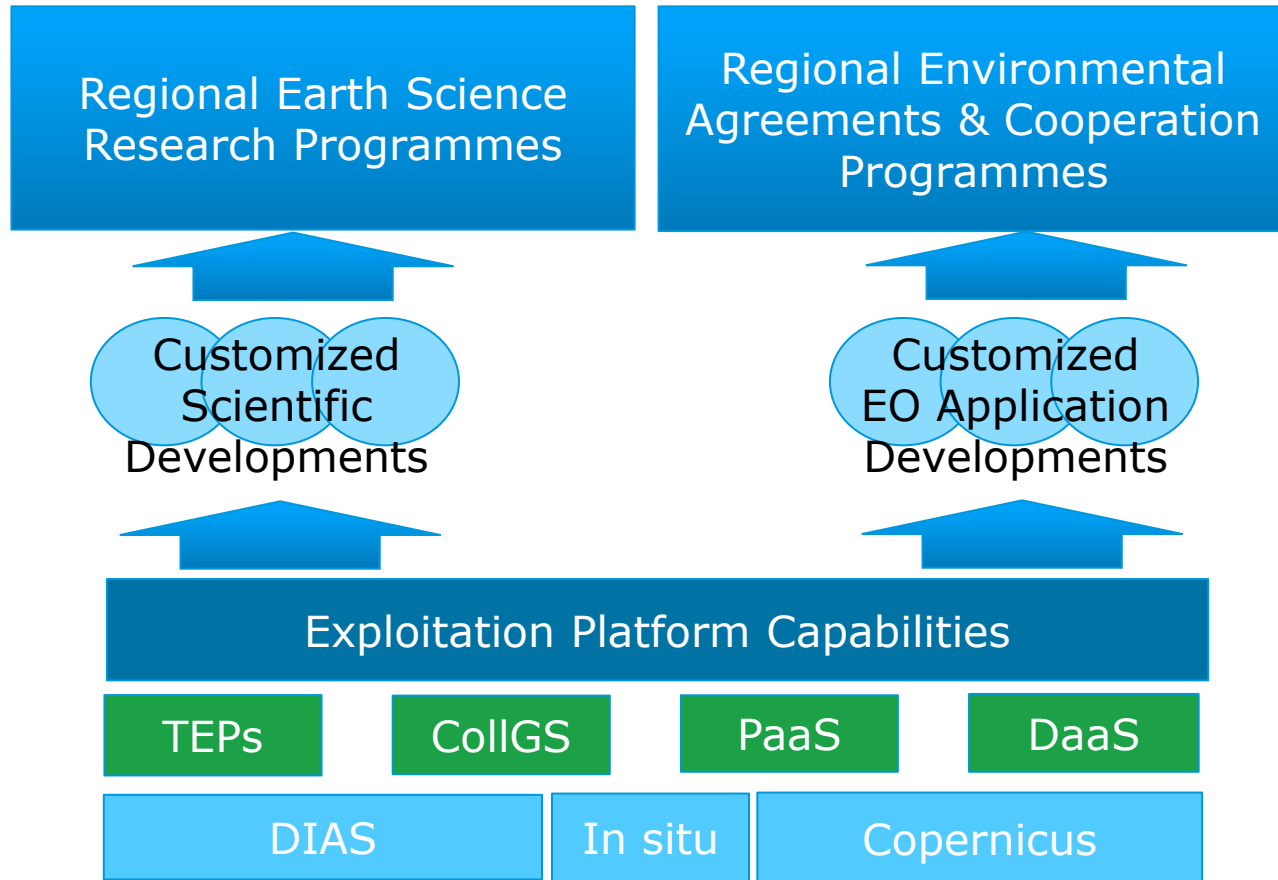 Regional Earth Science
Research Programmes
Regional Environmental
Agreements & Cooperation
Programmes
Customized
Scientific
Developments
Customized
EO Application
Developments
Exploitation Platform Capabilities
TEPs
CollGS
PaaS
DaaS
DIAS
In situ
Copernicus